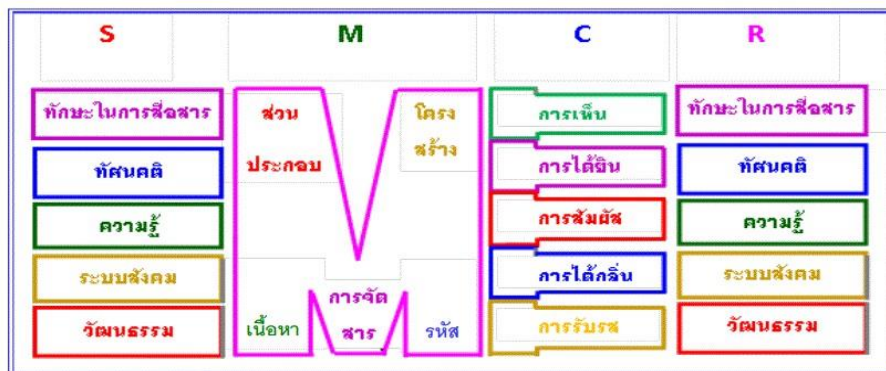 S M C R
ทักษะในการสื่อสาร
ทัศนคติ
ความรู้
ระบบสังคม
วัฒนธรรม
ส่วน
ประกอบ
โครง
สร้าง
เนื้อหา
การจัด
สาร
รหัส
การเห็น
การได้ยิน
การสัมผัส
การได้กลิ่น
การรับรส
ทักษะในการสื่อสาร
ทัศนคติ
ความรู้
ระบบสังคม
วัฒนธรรม